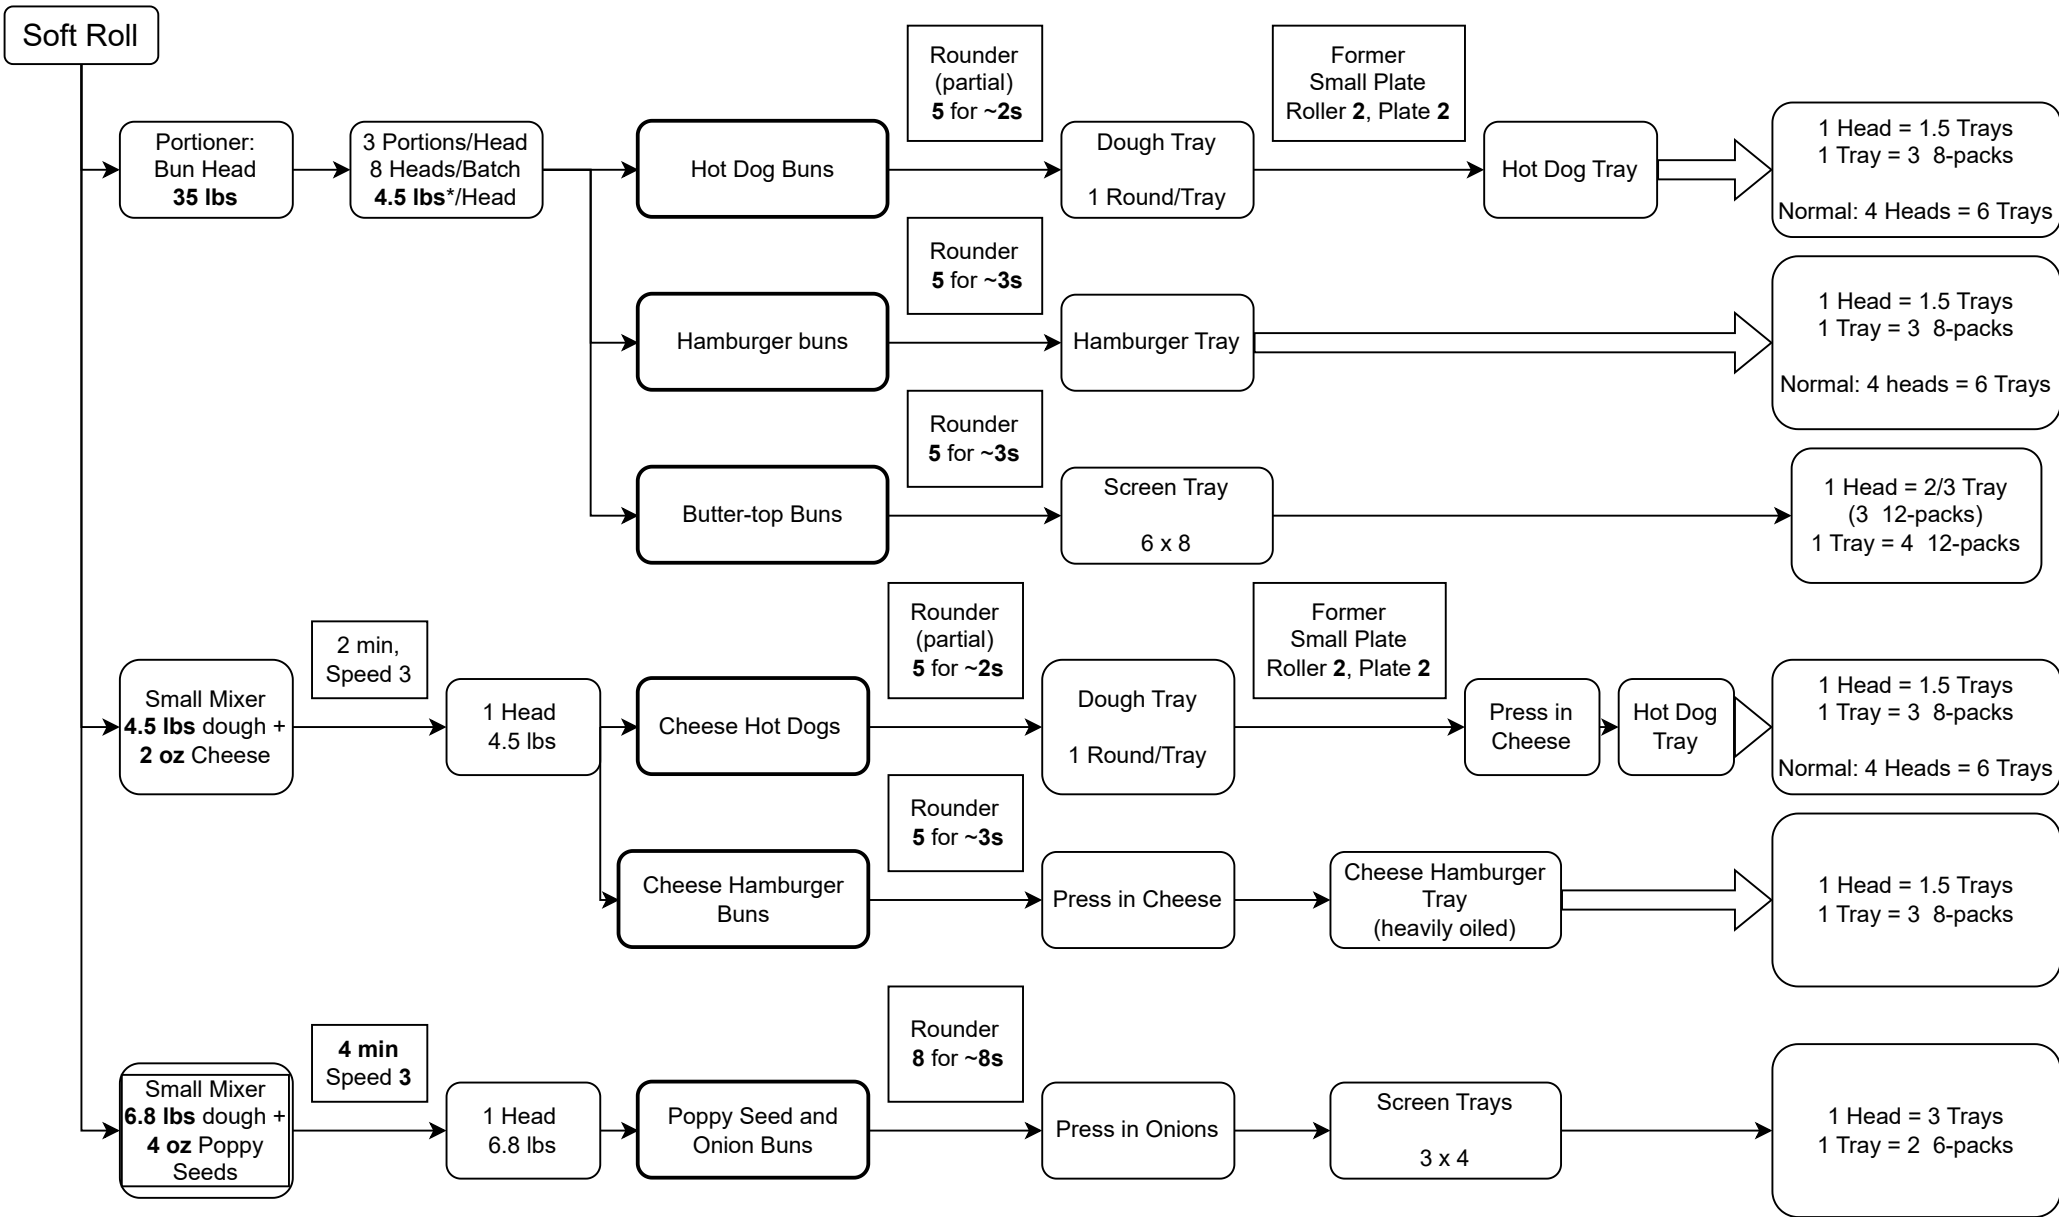 Soft Roll
Portioner:
Bun Head
35 lbs
3 Portions/Head
8 Heads/Batch
4.5 lbs*/Head
Hot Dog Buns
Rounder
(partial)
5 for ~2s
Dough Tray
1 Round/Tray
Former
Small Plate
Roller 2, Plate 2
Hot Dog Tray
1 Head = 1.5 Trays
1 Tray = 3  8-packs
Normal: 4 Heads = 6 Trays
Hamburger buns
Rounder
5 for ~3s
Hamburger Tray
1 Head = 1.5 Trays
1 Tray = 3  8-packs
Normal: 4 heads = 6 Trays
Butter-top Buns
Rounder
5 for ~3s
Screen Tray
6 x 8
1 Head = 2/3 Tray
(3  12-packs)
1 Tray = 4  12-packs
Small Mixer
4.5 lbs dough +
2 oz Cheese
2 min,
Speed 3
1 Head
4.5 lbs
Cheese Hot Dogs
Rounder
(partial)
5 for ~2s
Dough Tray
1 Round/Tray
Former
Small Plate
Roller 2, Plate 2
Press in
Cheese
Hot Dog
Tray
1 Head = 1.5 Trays
1 Tray = 3  8-packs
Normal: 4 Heads = 6 Trays
Cheese Hamburger
Buns
Rounder
5 for ~3s
Press in Cheese
Cheese Hamburger
Tray
(heavily oiled)
1 Head = 1.5 Trays
1 Tray = 3  8-packs
Small Mixer
6.8 lbs dough +
4 oz Poppy
Seeds
4 min
Speed 3
1 Head
6.8 lbs
Poppy Seed and
Onion Buns
Rounder
8 for ~8s
Press in Onions
Screen Trays
3 x 4
1 Head = 3 Trays
1 Tray = 2  6-packs